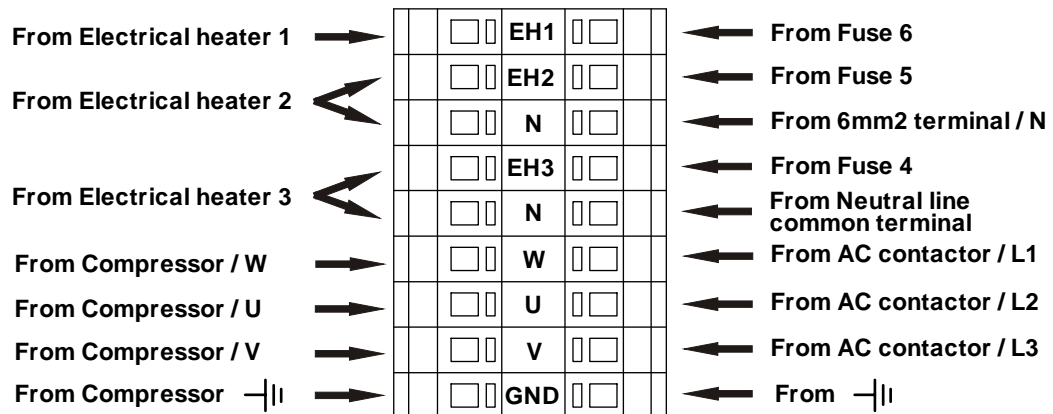 From Electrical heater 1 EH1 From Fuse 6
From Electrical heater 2 EH2 From Fuse 5
N From 6mm2 terminal / N
From Electrical heater 3 EH3 From Fuse 4
N From Neutral line
common terminal
From Compressor / W W From AC contactor / L1
From Compressor / U U From AC contactor / L2
From Compressor / V V From AC contactor / L3
From Compressor GND From